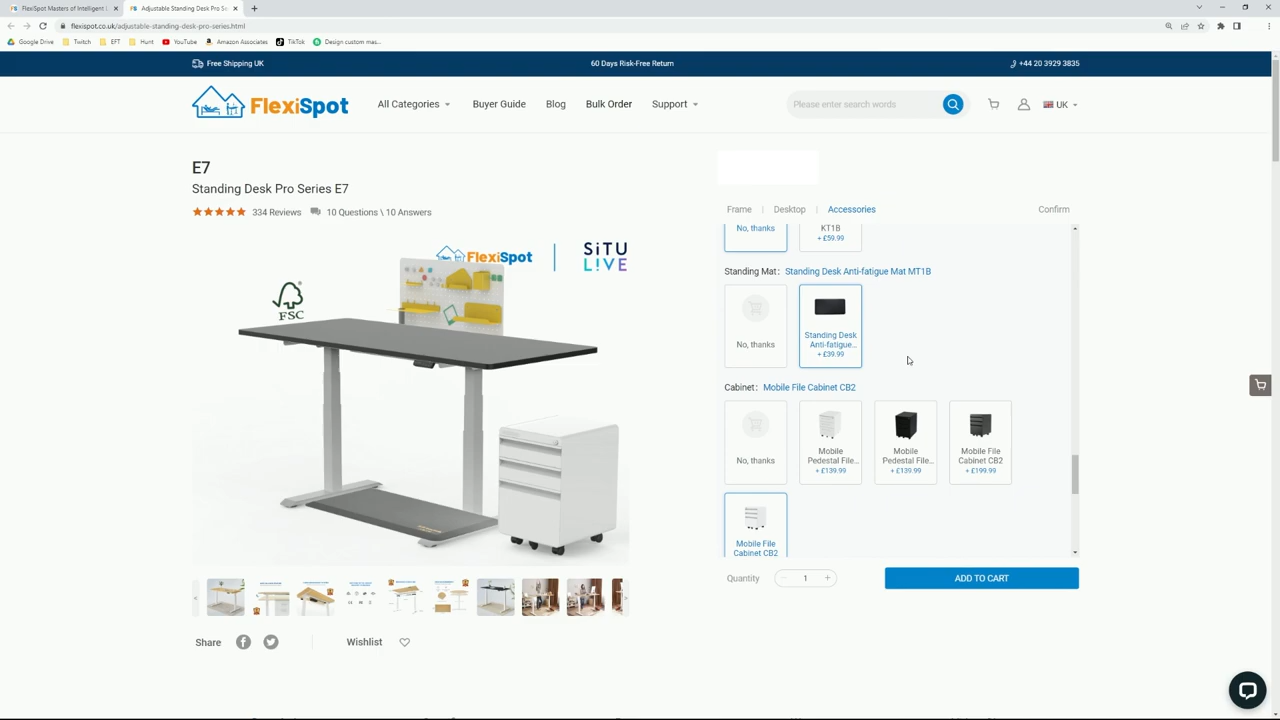 FlexiSpot Masters of Intelligent
Adjustable Standing Desk Pro Se
flexispot.co.uk/adjustable-standing-desk-pro-series.html
Google Drive
Twitch
EFT
Hunt
YouTube
Amazon Associates
TikTok
Design custom mas...
Free Shipping UK
60 Days Risk-Free Return
+44 20 3929 3835
FlexiSpot
All Categories
Buyer Guide
Blog
Bulk Order
Support
Please enter search words
UK
E7
Standing Desk Pro Series E7
334 Reviews
10 Questions \ 10 Answers
Frame | Desktop | Accessories
Confirm
No, thanks
KT1B
+ £59.99
FlexiSpot | SiTU LIVE
FSC
Standing Mat: Standing Desk Anti-fatigue Mat MT1B
No, thanks
Standing Desk
Anti-fatigue...
+ £39.99
Cabinet: Mobile File Cabinet CB2
No, thanks
Mobile
Pedestal File...
+ £139.99
Mobile
Pedestal File...
+ £139.99
Mobile File
Cabinet CB2
+ £199.99
Mobile File
Cabinet CB2
Quantity
1
ADD TO CART
Share
Wishlist